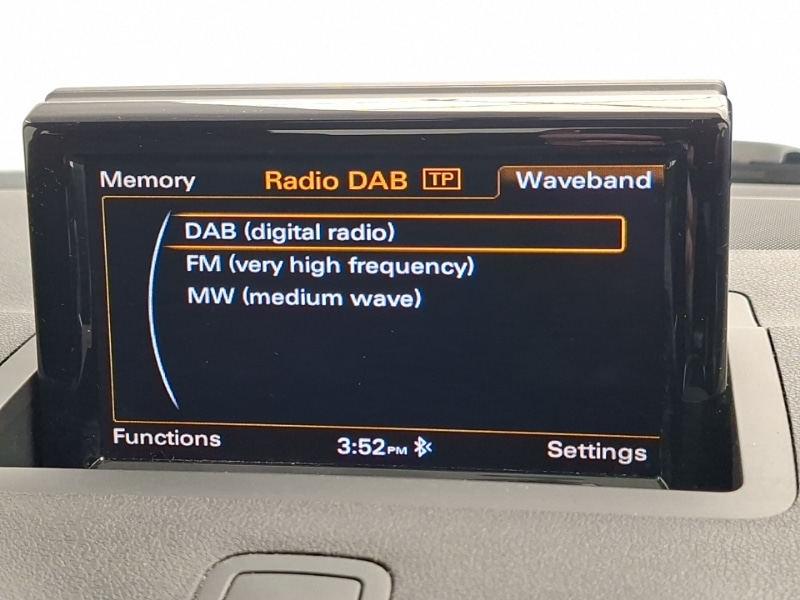 Memory Radio DAB TP Waveband
DAB (digital radio)
FM (very high frequency)
MW (medium wave)
Functions 3:52PM Settings